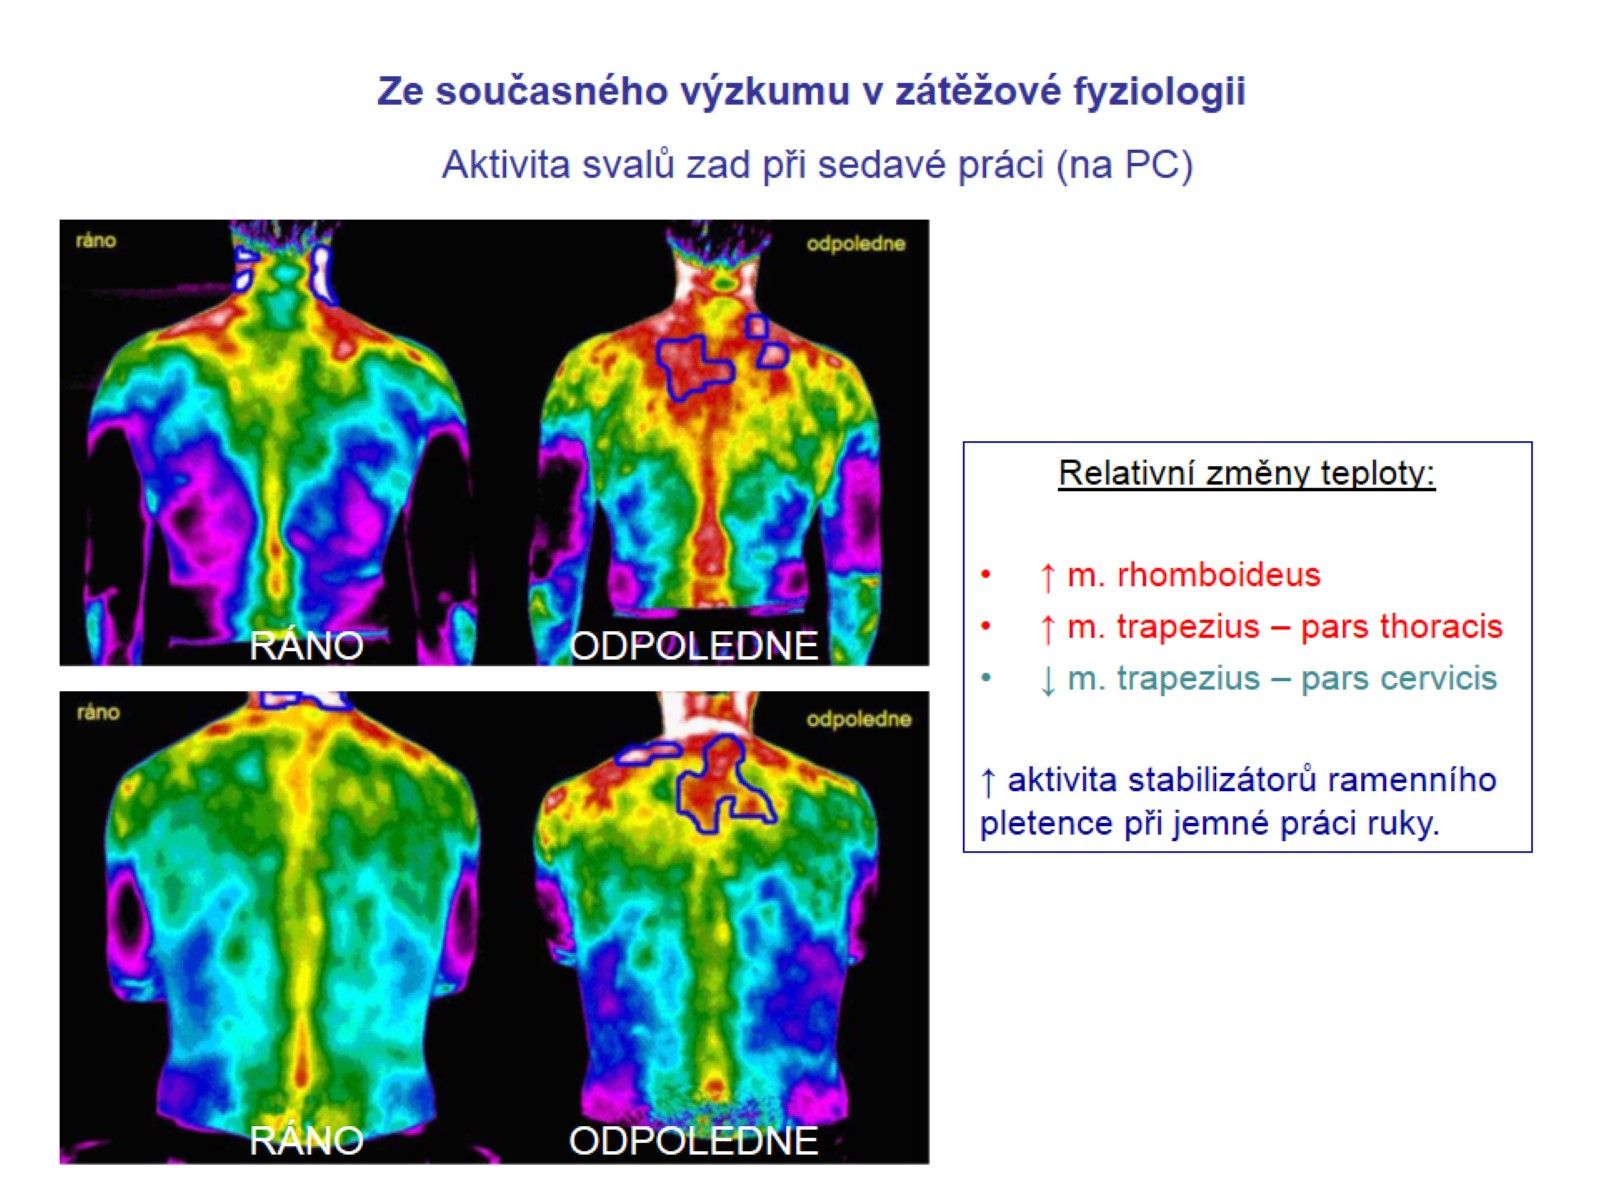 Ze současného výzkumu v zátěžové fyziologii
Aktivita svalů zad při sedavé práci (na PC)
ráno
odpoledne
RÁNO
ODPOLEDNE
ráno
odpoledne
RÁNO
ODPOLEDNE
Relativní změny teploty:
• ↑ m. rhomboideus
• ↑ m. trapezius – pars thoracis
• ↓ m. trapezius – pars cervicis
↑ aktivita stabilizátorů ramenního
pletence při jemné práci ruky.